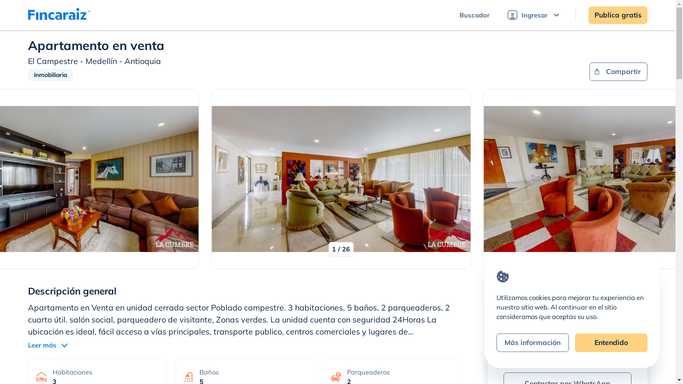 Fincaraiz
Buscador
Ingresar
Publica gratis
Apartamento en venta
El Campestre - Medellín - Antioquia
Inmobiliaria
Compartir
LA CUMBRE
LA CUMBRE
1 / 26
Descripción general
Apartamento en Venta en unidad cerrada sector Poblado campestre. 3 habitaciones, 5 baños, 2 parqueaderos, 2
cuarto útil. salón social, parqueadero de visitante, Zonas verdes. La unidad cuenta con seguridad 24Horas La
ubicación es ideal, fácil acceso a vías principales, transporte publico, centros comerciales y lugares de...
Leer más
Habitaciones
3
Baños
5
Parqueaderos
2
Utilizamos cookies para mejorar tu experiencia en
nuestro sitio web. Al continuar en el sitio
consideramos que aceptas su uso.
Más información
Entendido
Contactar por WhatsApp